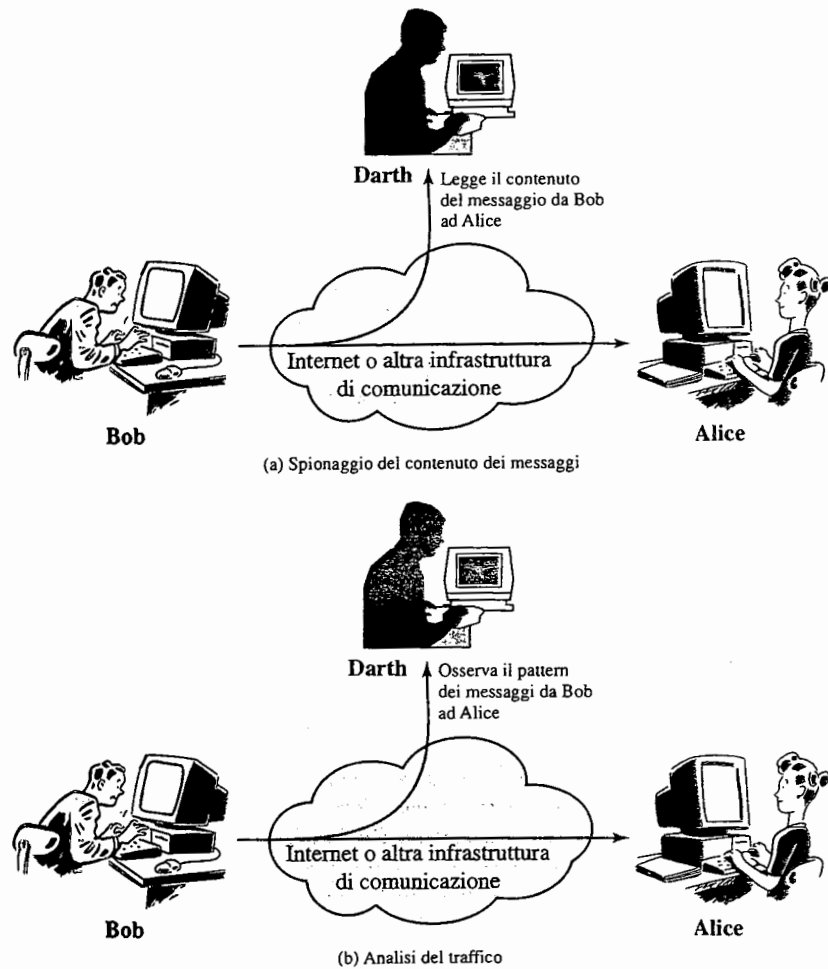 Darth
Legge il contenuto
del messaggio da Bob
ad Alice
Internet o altra infrastruttura
di comunicazione
Bob
Alice
(a) Spionaggio del contenuto dei messaggi
Darth
Osserva il pattern
dei messaggi da Bob
ad Alice
Internet o altra infrastruttura
di comunicazione
Bob
Alice
(b) Analisi del traffico